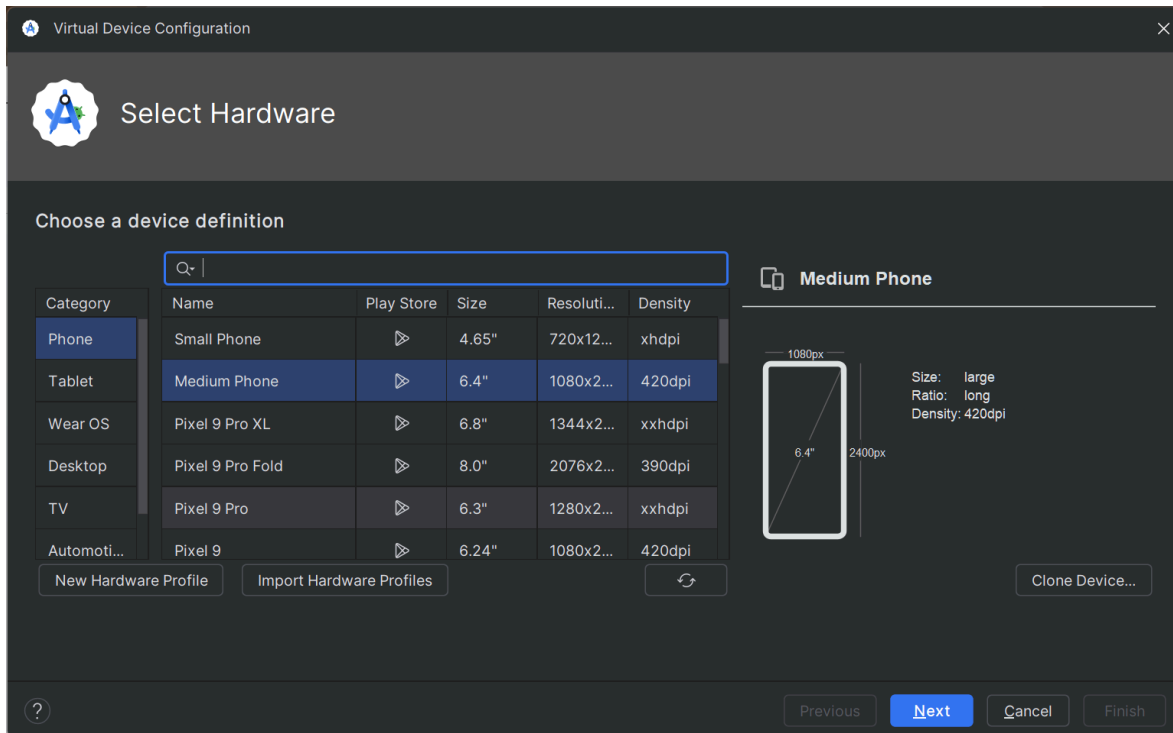 Virtual Device Configuration
Select Hardware
Choose a device definition
Category
Phone
Tablet
Wear OS
Desktop
TV
Automoti...
Name Play Store Size Resoluti... Density
Small Phone 4.65" 720x12... xhdpi
Medium Phone 6.4" 1080x2... 420dpi
Pixel 9 Pro XL 6.8" 1344x2... xxhdpi
Pixel 9 Pro Fold 8.0" 2076x2... 390dpi
Pixel 9 Pro 6.3" 1280x2... xxhdpi
Pixel 9 6.24" 1080x2... 420dpi
New Hardware Profile Import Hardware Profiles
Medium Phone
1080px
6.4" 2400px
Size: large
Ratio: long
Density: 420dpi
Clone Device...
? Previous Next Cancel Finish